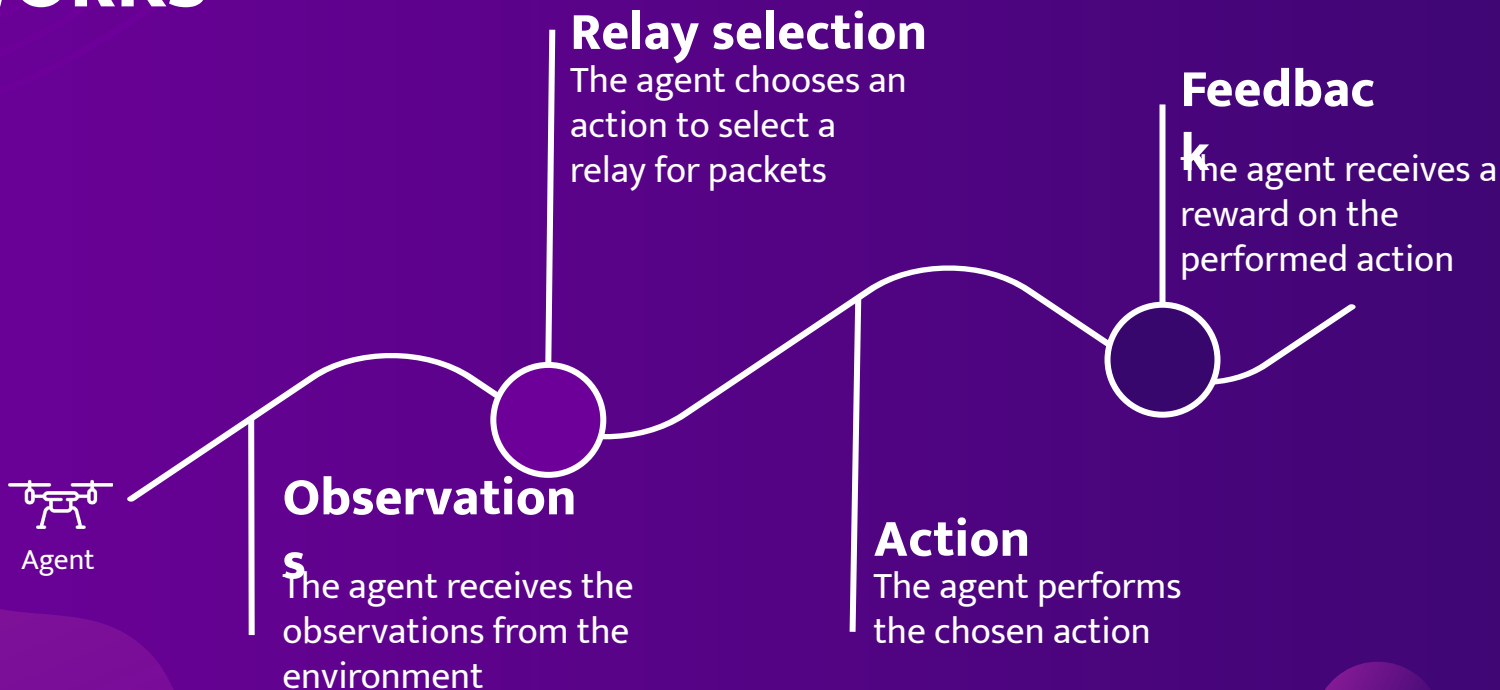 Relay selection
The agent chooses an
action to select a
relay for packets
Feedbac
k
The agent receives a
reward on the
performed action
Agent
Observation
s
The agent receives the
observations from the
environment
Action
The agent performs
the chosen action